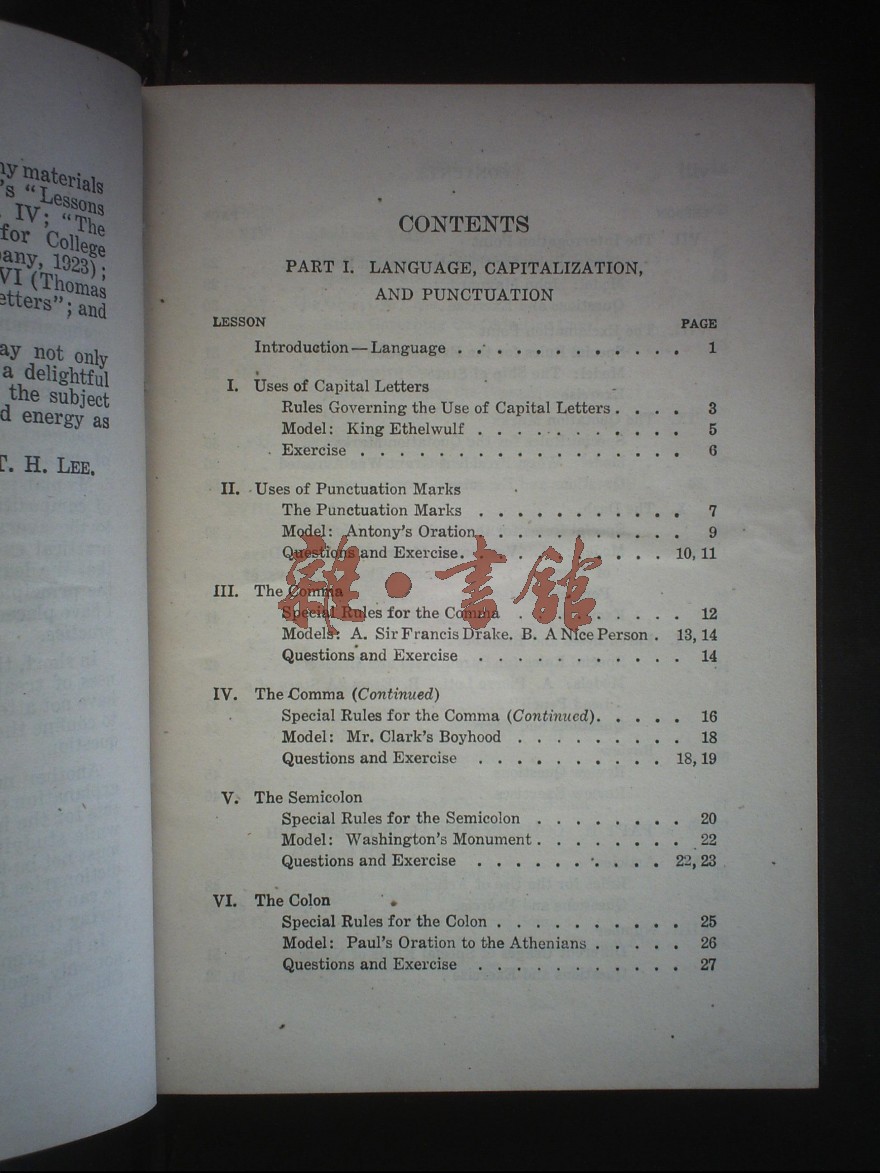 ny materials
's “Lessons
IV; “The
for College
any, 1923);
VI (Thomas
etters”; and
ay not only
a delightful
the subject
d energy as
T. H. LEE.
CONTENTS
PART I. LANGUAGE, CAPITALIZATION,
AND PUNCTUATION
LESSON PAGE
Introduction—Language . . . . . . . . . . . . 1
I. Uses of Capital Letters
Rules Governing the Use of Capital Letters . . . . 3
Model: King Ethelwulf . . . . . . . . . . . 5
Exercise . . . . . . . . . . . . . . . . . 6
II. Uses of Punctuation Marks
The Punctuation Marks . . . . . . . . . . . 7
Model: Antony's Oration . . . . . . . . . . . 9
Questions and Exercise . . . . . . . . . . 10, 11
III. The Comma
Special Rules for the Comma . . . . . . . . . 12
Models: A. Sir Francis Drake. B. A Nice Person . 13, 14
Questions and Exercise . . . . . . . . . . . 14
IV. The Comma (Continued)
Special Rules for the Comma (Continued) . . . . . 16
Model: Mr. Clark's Boyhood . . . . . . . . . 18
Questions and Exercise . . . . . . . . . . 18, 19
V. The Semicolon
Special Rules for the Semicolon . . . . . . . . 20
Model: Washington's Monument . . . . . . . . 22
Questions and Exercise . . . . . . . . . . 22, 23
VI. The Colon
Special Rules for the Colon . . . . . . . . . . 25
Model: Paul's Oration to the Athenians . . . . . 26
Questions and Exercise . . . . . . . . . . . 27
雜·書館